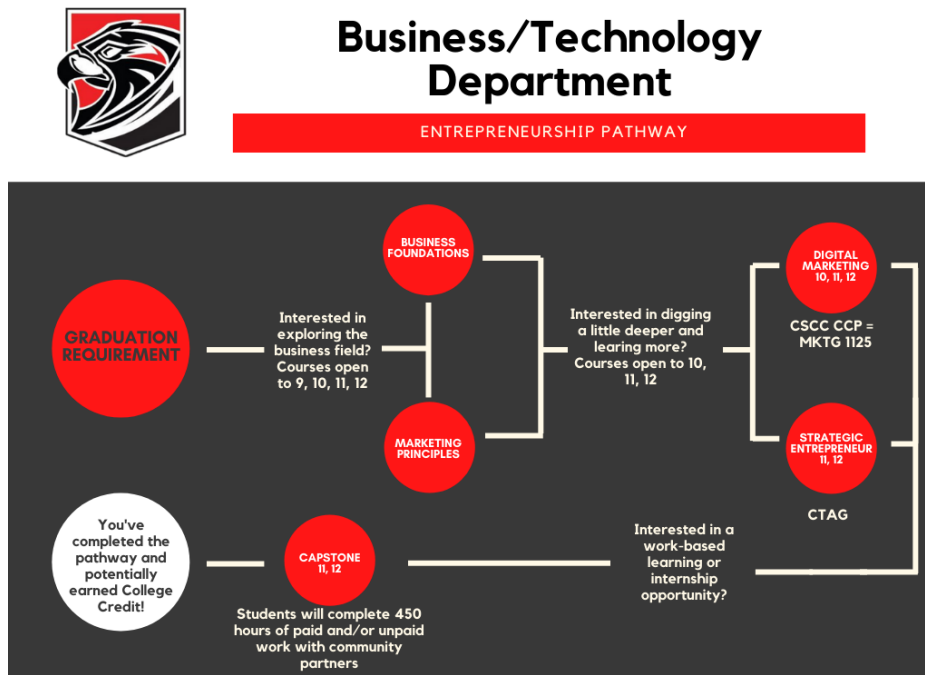 Business/Technology
Department
ENTREPRENEURSHIP PATHWAY
GRADUATION
REQUIREMENT
Interested in
exploring the
business field?
Courses open
to 9, 10, 11, 12
BUSINESS
FOUNDATIONS
MARKETING
PRINCIPLES
Interested in digging
a little deeper and
learing more?
Courses open to 10,
11, 12
DIGITAL
MARKETING
10, 11, 12
CSCC CCP =
MKTG 1125
STRATEGIC
ENTREPRENEUR
11, 12
CTAG
Interested in a
work-based
learning or
internship
opportunity?
CAPSTONE
11, 12
Students will complete 450
hours of paid and/or unpaid
work with community
partners
You've
completed the
pathway and
potentially
earned College
Credit!